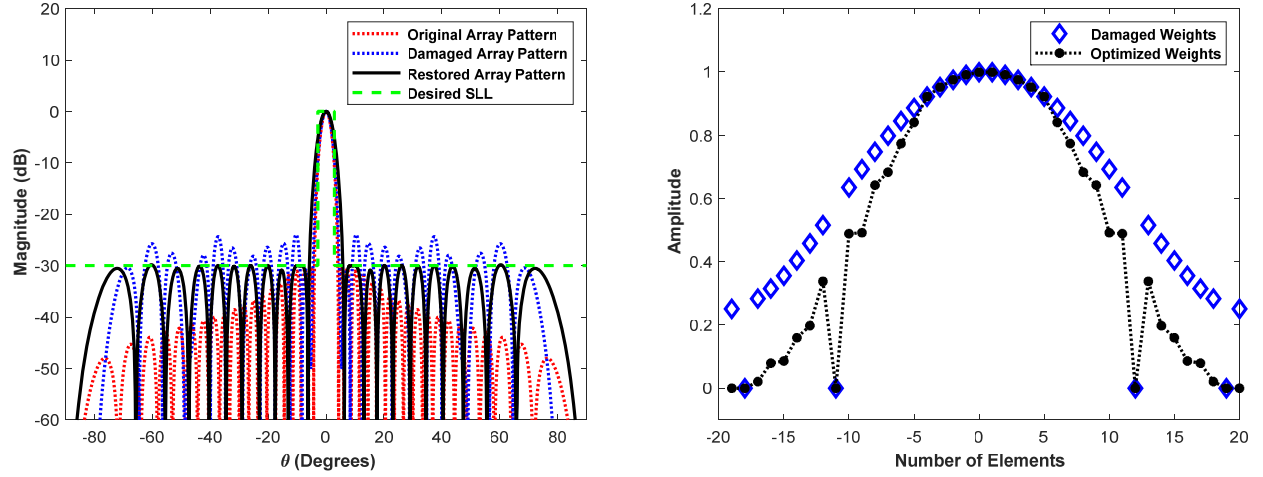 20
10
0
-10
-20
-30
-40
-50
-60
Magnitude (dB)
Original Array Pattern
Damaged Array Pattern
Restored Array Pattern
Desired SLL
-80 -60 -40 -20 0 20 40 60 80
θ (Degrees)
1.2
1
0.8
0.6
0.4
0.2
0
Amplitude
Damaged Weights
Optimized Weights
-20 -15 -10 -5 0 5 10 15 20
Number of Elements